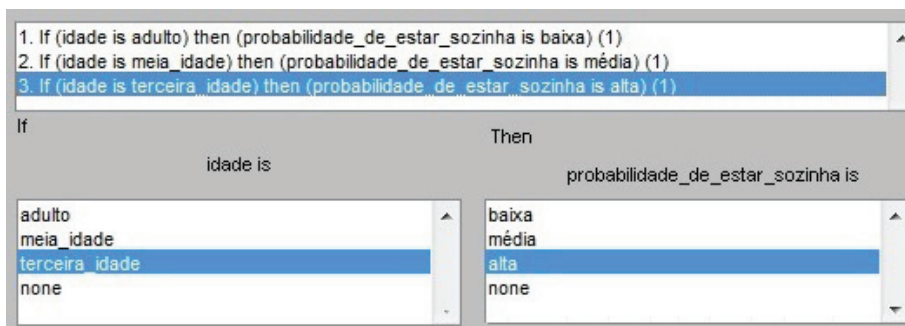 1. If (idade is adulto) then (probabilidade_de_estar_sozinha is baixa) (1)
2. If (idade is meia_idade) then (probabilidade_de_estar_sozinha is média) (1)
3. If (idade is terceira_idade) then (probabilidade_de_estar_sozinha is alta) (1)
If
Then
idade is
probabilidade_de_estar_sozinha is
adulto
meia_idade
terceira_idade
none
baixa
média
alta
none